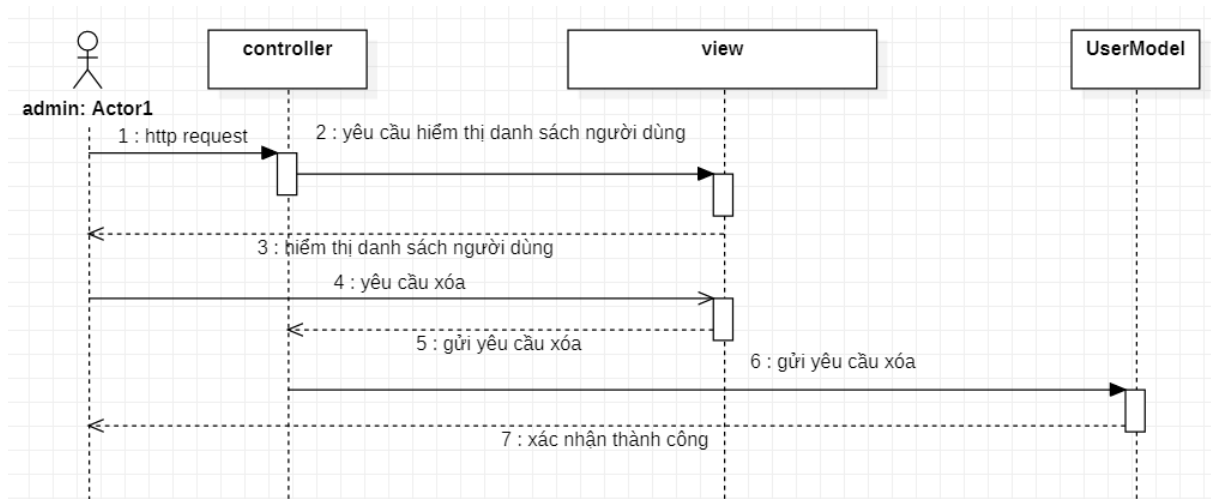 controller
view
UserModel
admin: Actor1
1 : http request
2 : yêu cầu hiểm thị danh sách người dùng
3 : hiểm thị danh sách người dùng
4 : yêu cầu xóa
5 : gửi yêu cầu xóa
6 : gửi yêu cầu xóa
7 : xác nhận thành công